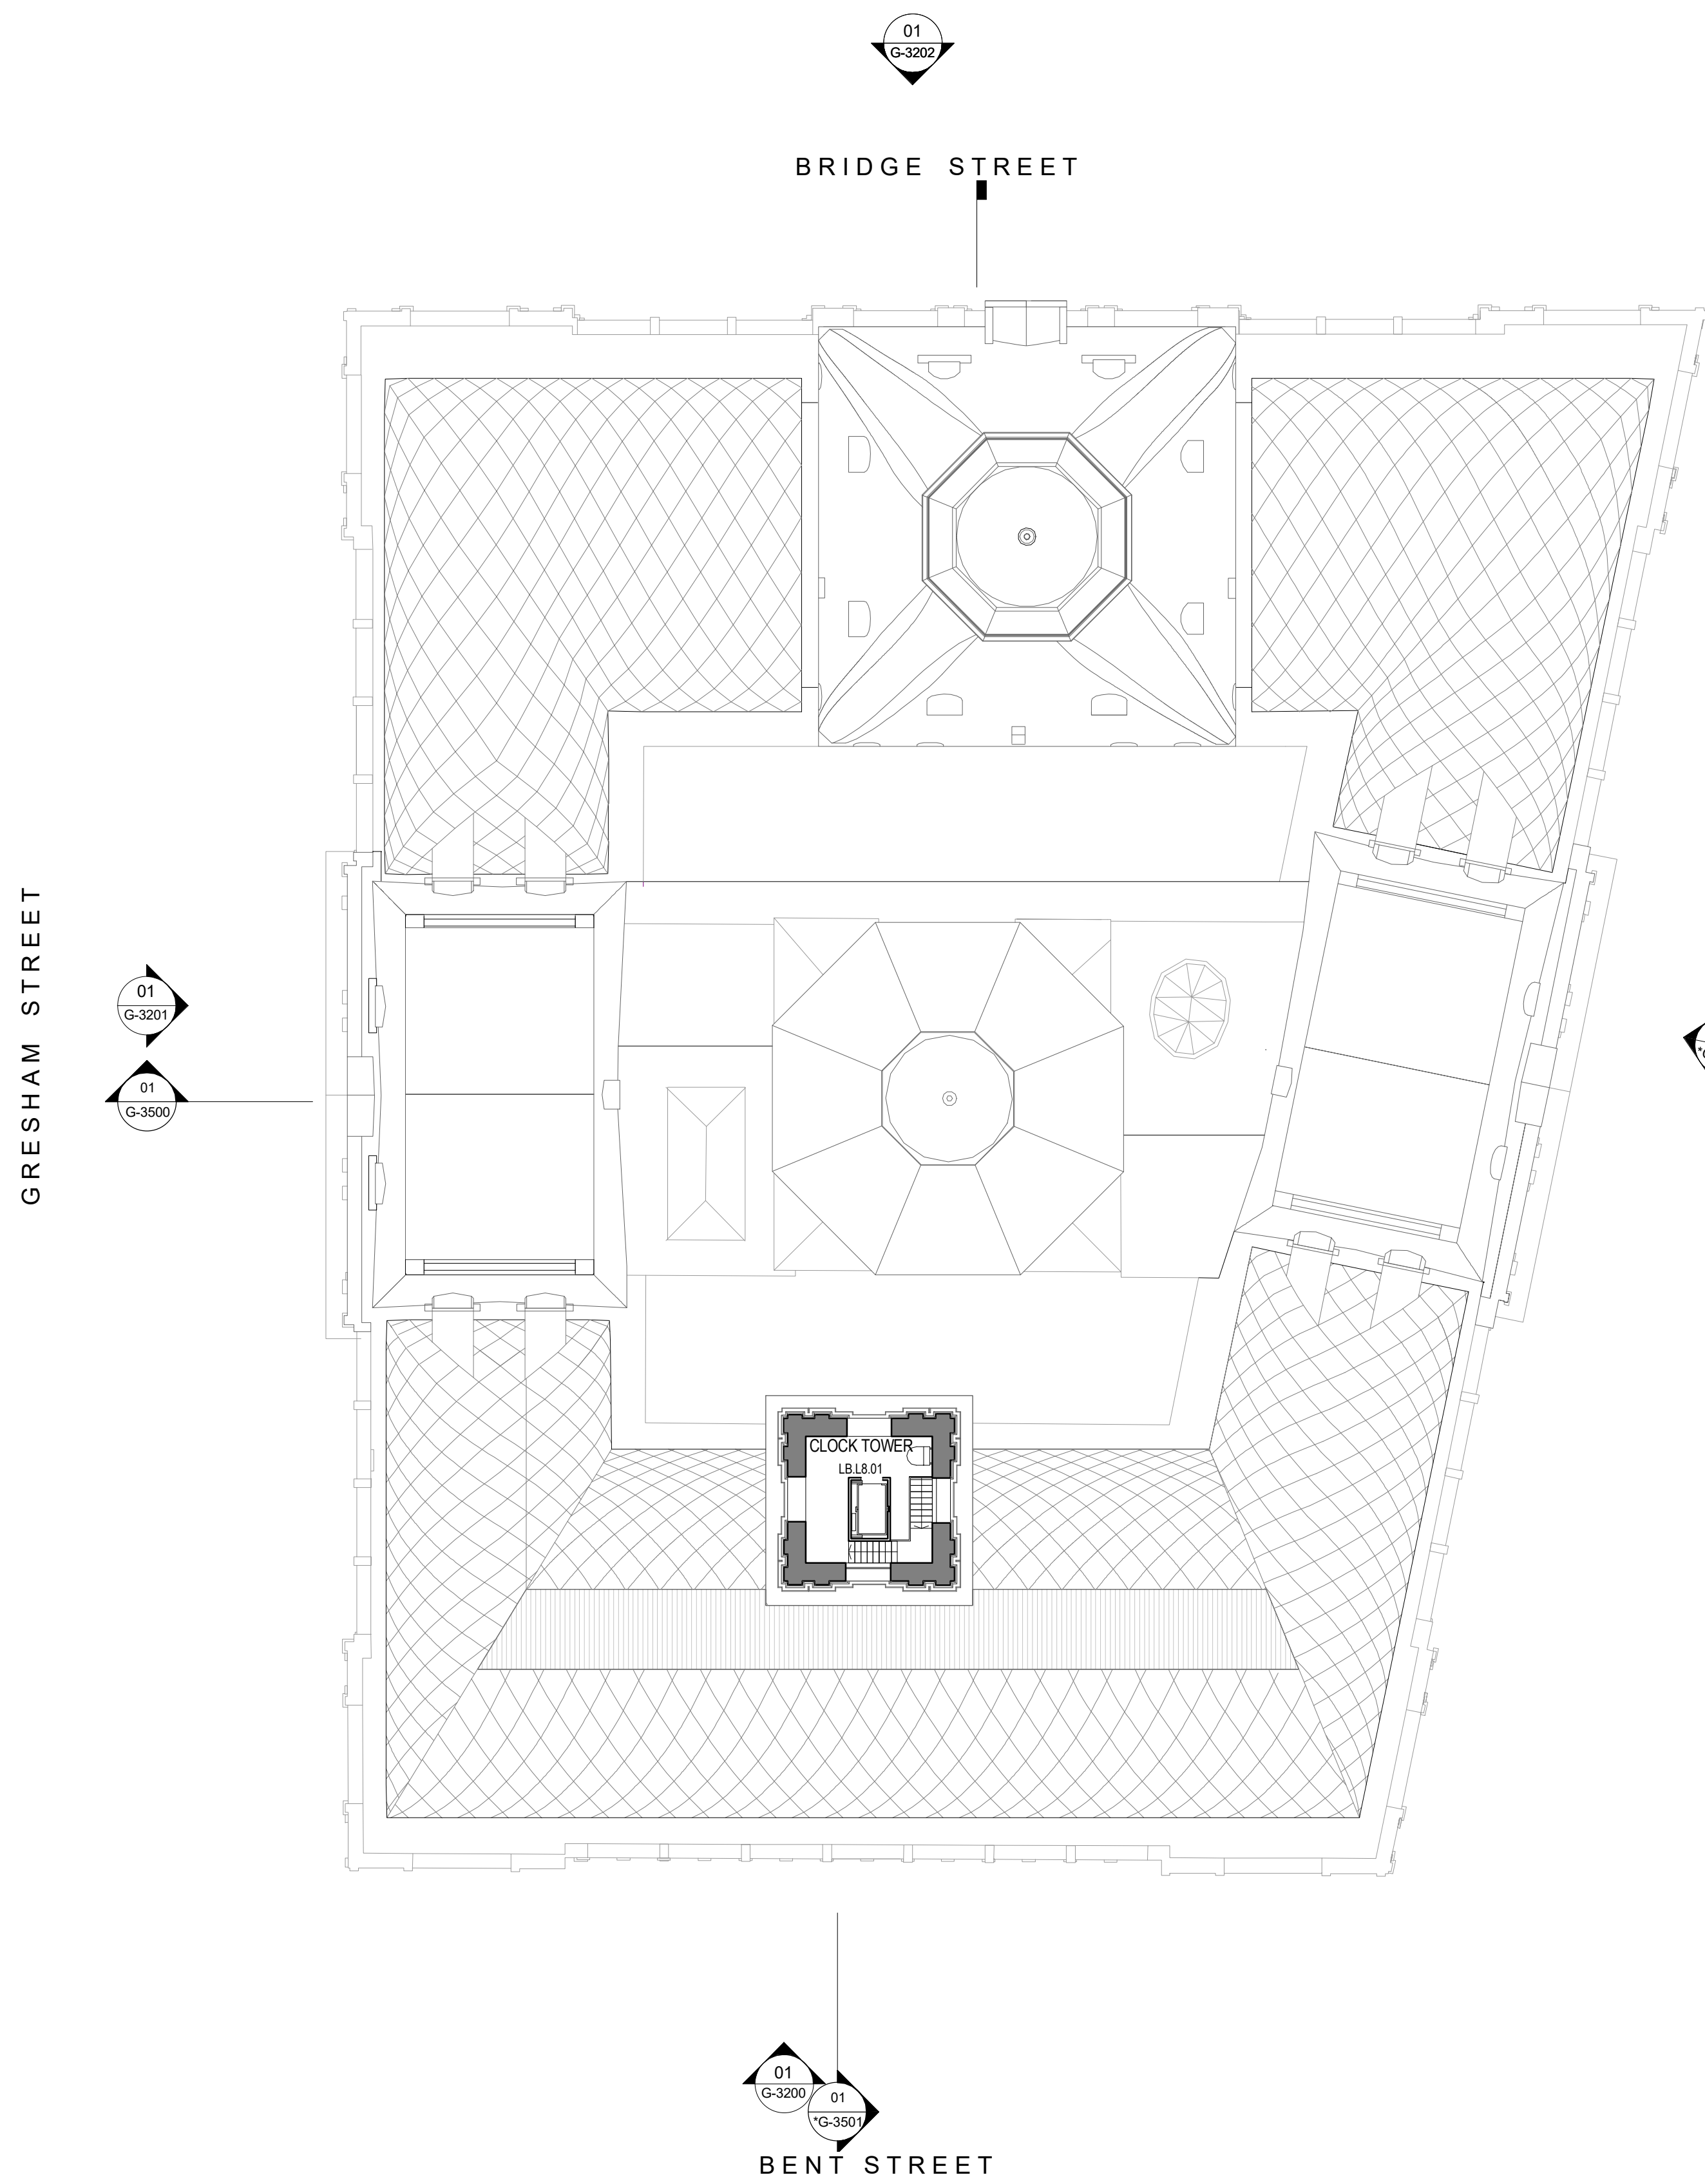 01
G-3202
BRIDGE STREET
GRESHAM STREET
01
G-3201
01
G-3500
CLOCK TOWER
LB.L8.01
01
G-3200
01
*G-3501
BENT STREET